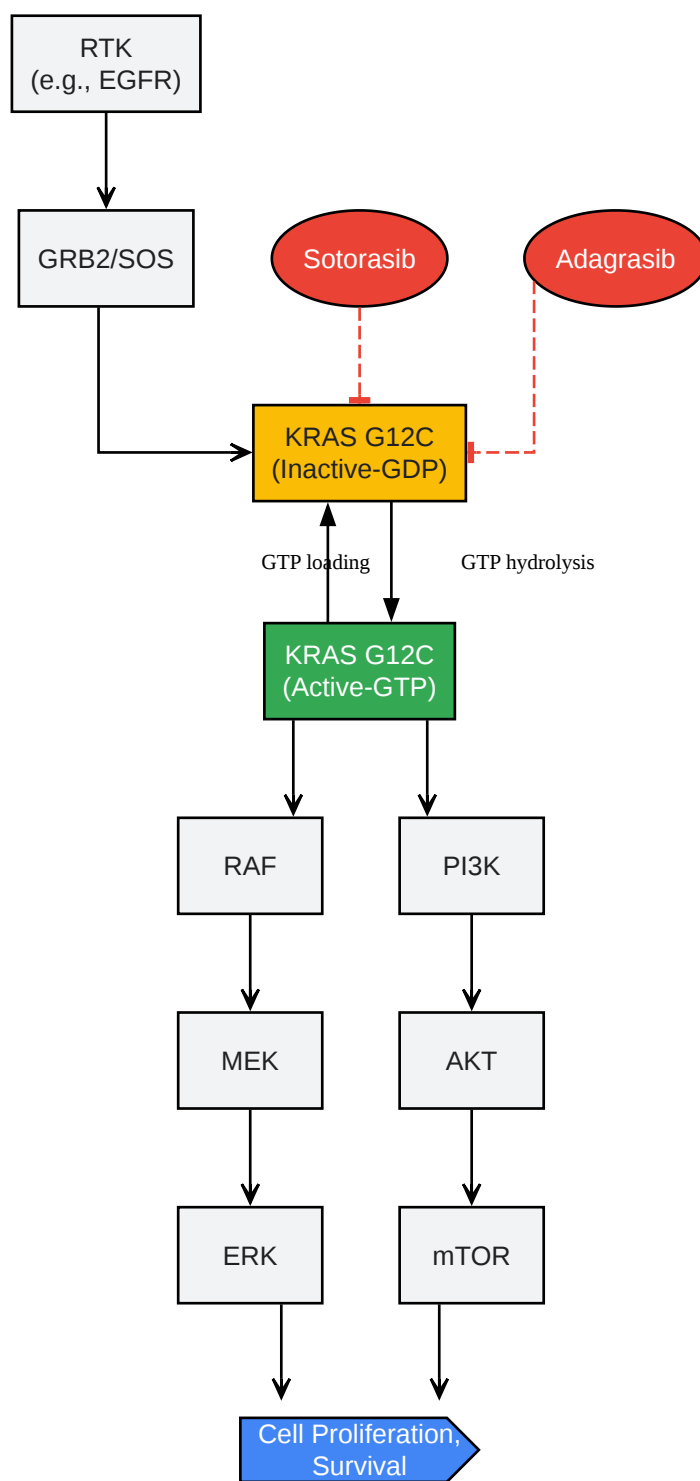 RTK
(e.g., EGFR)
GRB2/SOS
Sotorasib
Adagrasib
KRAS G12C
(Inactive-GDP)
GTP loading
GTP hydrolysis
KRAS G12C
(Active-GTP)
RAF
PI3K
MEK
AKT
ERK
mTOR
Cell Proliferation,
Survival